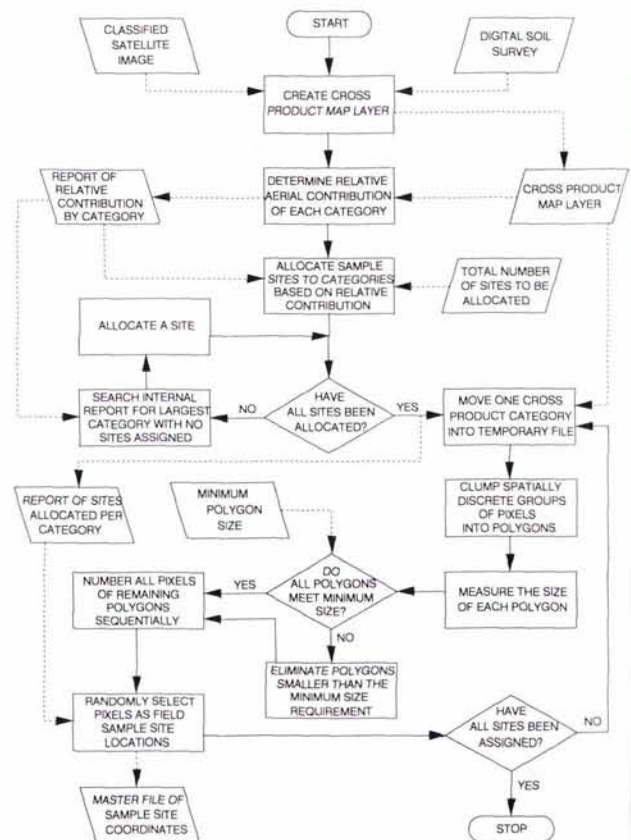 START
CLASSIFIED
SATELLITE
IMAGE
DIGITAL SOIL
SURVEY
CREATE CROSS
PRODUCT MAP LAYER
REPORT OF
RELATIVE
CONTRIBUTION
BY CATEGORY
DETERMINE RELATIVE
AERIAL CONTRIBUTION
OF EACH CATEGORY
CROSS PRODUCT
MAP LAYER
ALLOCATE SAMPLE
SITES TO CATEGORIES
BASED ON RELATIVE
CONTRIBUTION
TOTAL NUMBER
OF SITES TO BE
ALLOCATED
ALLOCATE A SITE
SEARCH INTERNAL
REPORT FOR LARGEST
CATEGORY WITH NO
SITES ASSIGNED
NO
HAVE
ALL SITES BEEN
ALLOCATED?
YES
MOVE ONE CROSS
PRODUCT CATEGORY
INTO TEMPORARY FILE
REPORT OF SITES
ALLOCATED PER
CATEGORY
MINIMUM
POLYGON
SIZE
CLUMP SPATIALLY
DISCRETE GROUPS
OF PIXELS
INTO POLYGONS
NUMBER ALL PIXELS
OF REMAINING
POLYGONS
SEQUENTIALLY
YES
DO
ALL POLYGONS
MEET MINIMUM
SIZE?
MEASURE THE SIZE
OF EACH POLYGON
NO
ELIMINATE POLYGONS
SMALLER THAN THE
MINIMUM SIZE
REQUIREMENT
RANDOMLY SELECT
PIXELS AS FIELD
SAMPLE SITE
LOCATIONS
HAVE
ALL SITES BEEN
ASSIGNED?
NO
YES
MASTER FILE OF
SAMPLE SITE
COORDINATES
STOP